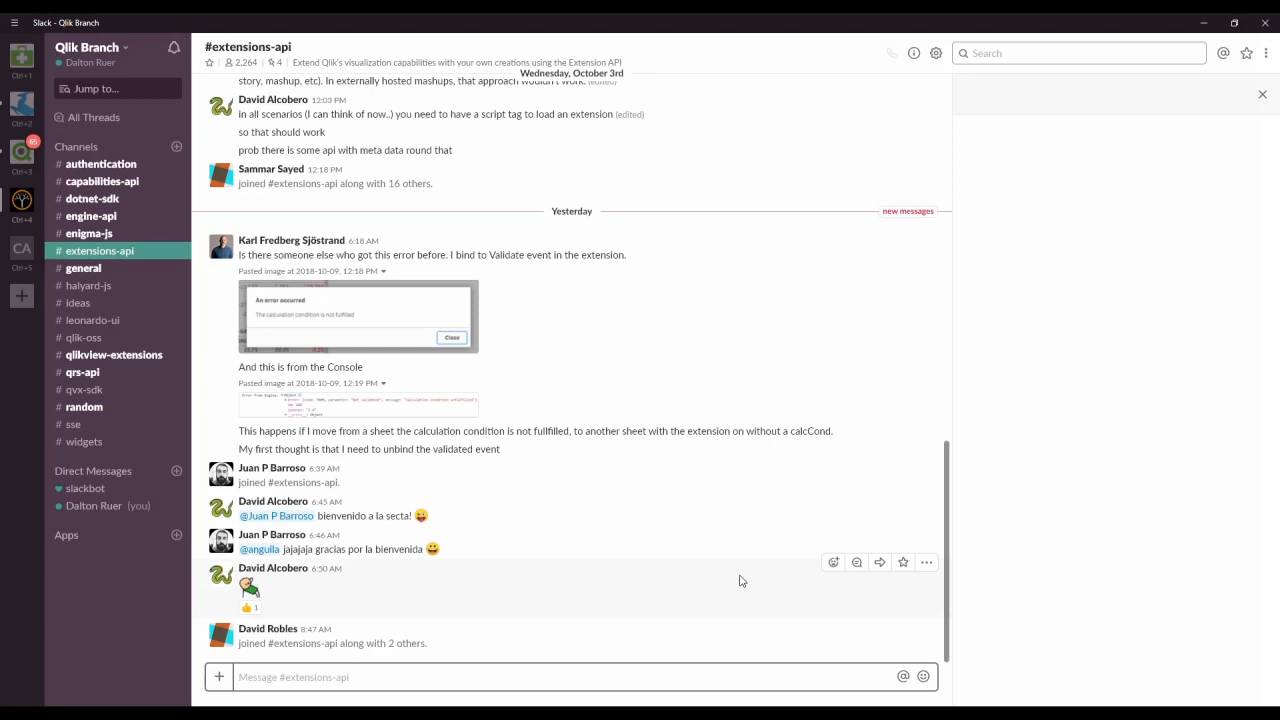 Slack - Qlik Branch
Ctrl+1
Ctrl+2
65
Ctrl+3
Ctrl+4
CA
Ctrl+5
Qlik Branch
Dalton Ruer
Jump to...
All Threads
Channels
# authentication
# capabilities-api
# dotnet-sdk
# engine-api
# enigma-js
# extensions-api
# general
# halyard-js
# ideas
# leonardo-ui
# qlik-oss
# qlikview-extensions
# qrs-api
# qvx-sdk
# random
# sse
# widgets
Direct Messages
slackbot
Dalton Ruer (you)
Apps
#extensions-api
2,264 4 Extend Qlik's visualization capabilities with your own creations using the Extension API
Search
Wednesday, October 3rd
story, mashup, etc). In externally hosted mashups, that approach wouldn't work. (edited)
David Alcobero 12:03 PM
in all scenarios (I can think of now..) you need to have a script tag to load an extension (edited)
so that should work
prob there is some api with meta data round that
Sammar Sayed 12:18 PM
joined #extensions-api along with 16 others.
Yesterday
new messages
Karl Fredberg Sjöstrand 6:18 AM
Is there someone else who got this error before. I bind to Validate event in the extension.
Pasted image at 2018-10-09, 12:18 PM
An error occurred
The calculation condition is not fulfilled
Close
And this is from the Console
Pasted image at 2018-10-09, 12:19 PM
This happens if I move from a sheet the calculation condition is not fullfilled, to another sheet with the extension on without a calcCond.
My first thought is that I need to unbind the validated event
Juan P Barroso 6:39 AM
joined #extensions-api.
David Alcobero 6:45 AM
@Juan P Barroso bienvenido a la secta!
Juan P Barroso 6:46 AM
@anguila jajajaja gracias por la bienvenida
David Alcobero 6:50 AM
1
David Robles 8:47 AM
joined #extensions-api along with 2 others.
Message #extensions-api